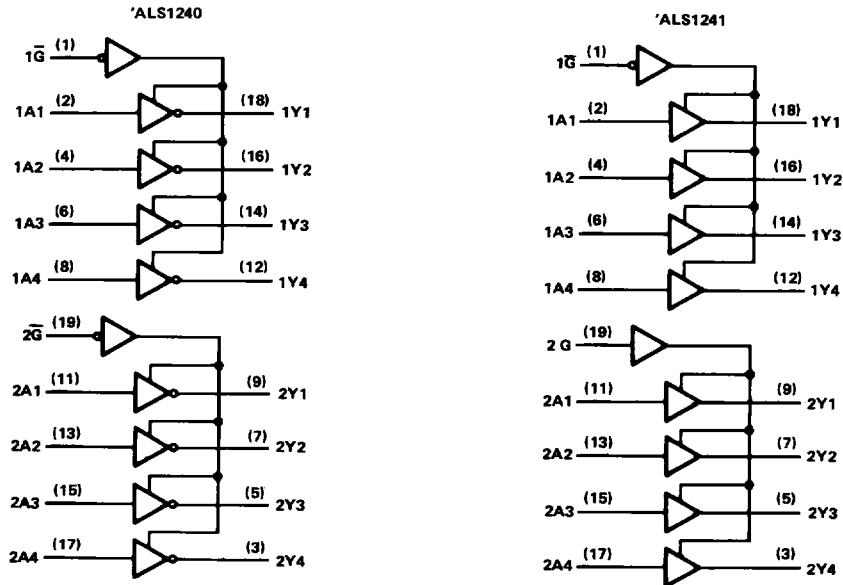 'ALS1240
1G̅ (1)
1A1 (2) (18) 1Y1
1A2 (4) (16) 1Y2
1A3 (6) (14) 1Y3
1A4 (8) (12) 1Y4
2G̅ (19)
2A1 (11) (9) 2Y1
2A2 (13) (7) 2Y2
2A3 (15) (5) 2Y3
2A4 (17) (3) 2Y4
'ALS1241
1G̅ (1)
1A1 (2) (18) 1Y1
1A2 (4) (16) 1Y2
1A3 (6) (14) 1Y3
1A4 (8) (12) 1Y4
2 G (19)
2A1 (11) (9) 2Y1
2A2 (13) (7) 2Y2
2A3 (15) (5) 2Y3
2A4 (17) (3) 2Y4